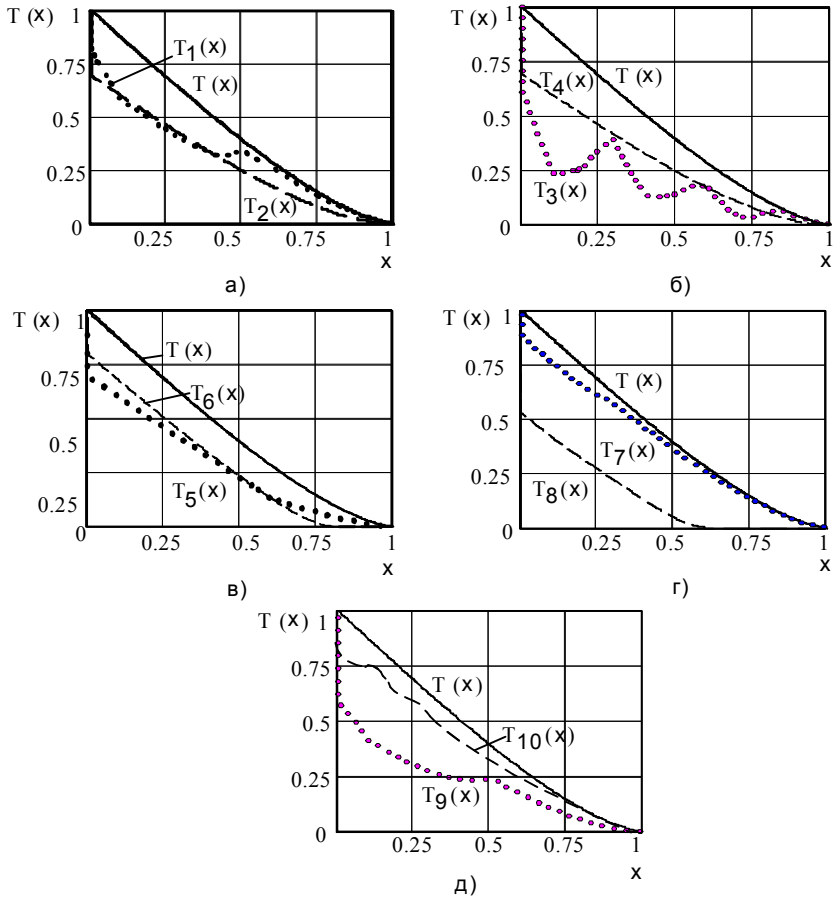 T (x) 1
T (x) 1
T₁(x)
T₄(x)
T (x)
0.75
T (x)
0.75
0.5
0.5
0.25
0.25
T₂(x)
T₃(x)
0
0
0.25 0.5 0.75 1
0.25 0.5 0.75 1
x
x
а)
б)
T (x) 1
T (x) 1
T (x)
T (x)
0.75
0.75
T₆(x)
0.5
0.5
T₇(x)
T₅(x)
T₈(x)
0.25
0.25
0
0
0.25 0.5 0.75 1
0.25 0.5 0.75 1
x
x
в)
г)
T (x) 1
0.75
T (x)
0.5
T₁₀(x)
0.25
T₉(x)
0
0.25 0.5 0.75 1
x
д)